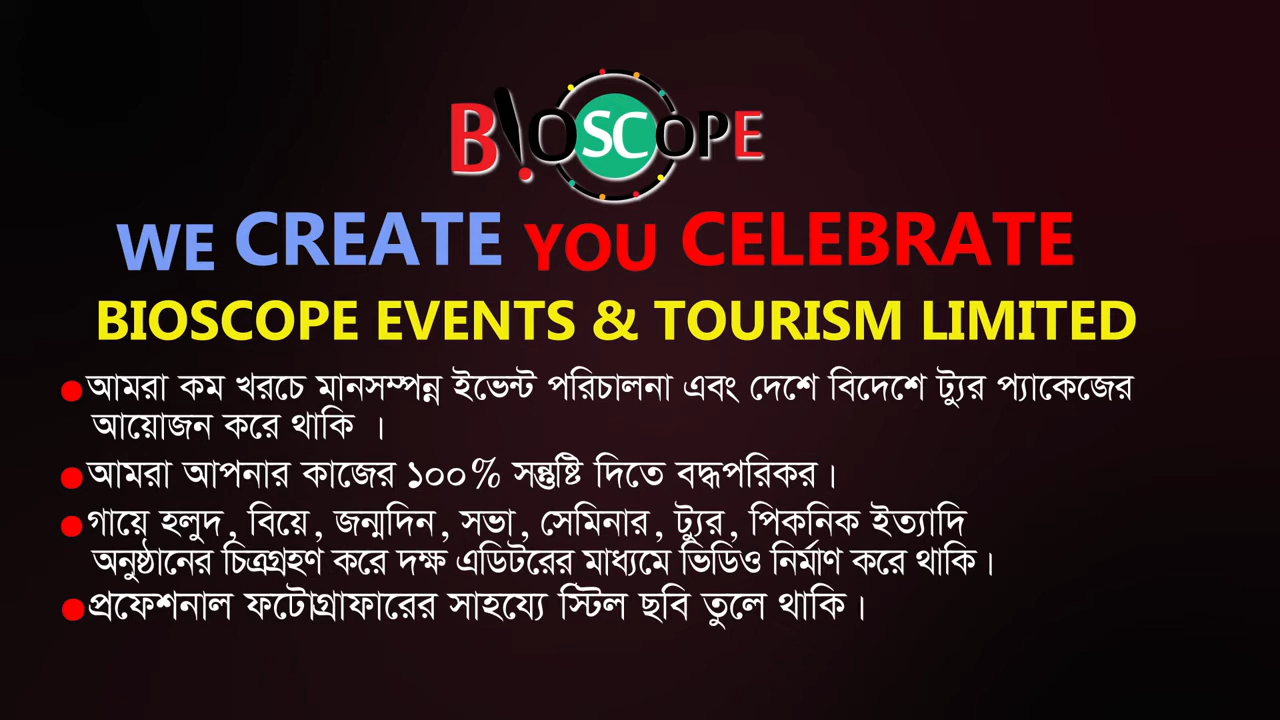 BIOSCOPE
WE CREATE YOU CELEBRATE
BIOSCOPE EVENTS & TOURISM LIMITED
●আমরা কম খরচে মানসম্পন্ন ইভেন্ট পরিচালনা এবং দেশে বিদেশে ট্যুর প্যাকেজের
আয়োজন করে থাকি ।
●আমরা আপনার কাজের ১০০% সন্তুষ্টি দিতে বদ্ধপরিকর।
●গায়ে হলুদ, বিয়ে, জন্মদিন, সভা, সেমিনার, ট্যুর, পিকনিক ইত্যাদি
অনুষ্ঠানের চিত্রগ্রহণ করে দক্ষ এডিটরের মাধ্যমে ভিডিও নির্মাণ করে থাকি।
●প্রফেশনাল ফটোগ্রাফারের সাহয্যে স্টিল ছবি তুলে থাকি।